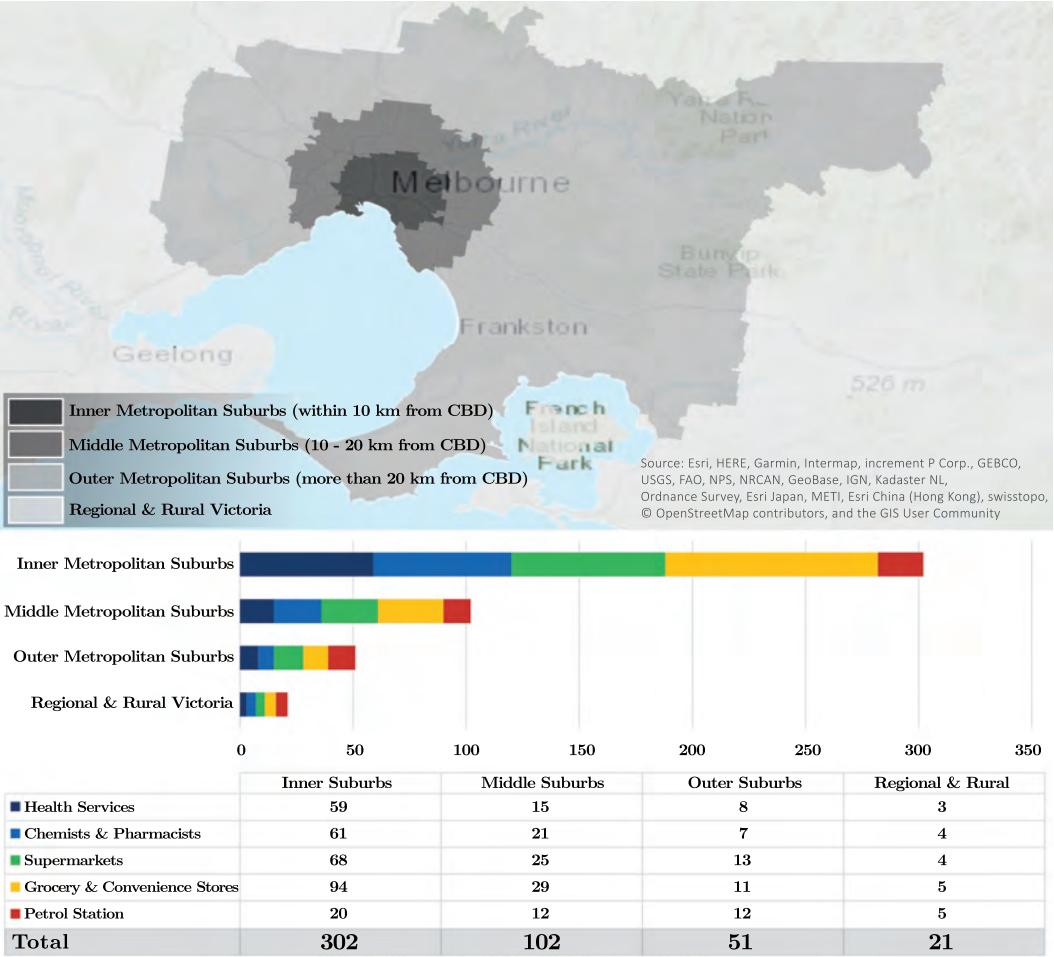 Yarra R
Nation
Park
Yarra River
Melbourne
Bunyip
State Park
River
Frankston
Geelong
526 m
French
Island
National
Park
Inner Metropolitan Suburbs (within 10 km from CBD)
Middle Metropolitan Suburbs (10 - 20 km from CBD)
Outer Metropolitan Suburbs (more than 20 km from CBD)
Regional & Rural Victoria
Source: Esri, HERE, Garmin, Intermap, increment P Corp., GEBCO,
USGS, FAO, NPS, NRCAN, GeoBase, IGN, Kadaster NL,
Ordnance Survey, Esri Japan, METI, Esri China (Hong Kong), swisstopo,
© OpenStreetMap contributors, and the GIS User Community
Inner Metropolitan Suburbs
Middle Metropolitan Suburbs
Outer Metropolitan Suburbs
Regional & Rural Victoria
0 50 100 150 200 250 300 350
Inner Suburbs Middle Suburbs Outer Suburbs Regional & Rural
Health Services 59 15 8 3
Chemists & Pharmacists 61 21 7 4
Supermarkets 68 25 13 4
Grocery & Convenience Stores 94 29 11 5
Petrol Station 20 12 12 5
Total 302 102 51 21